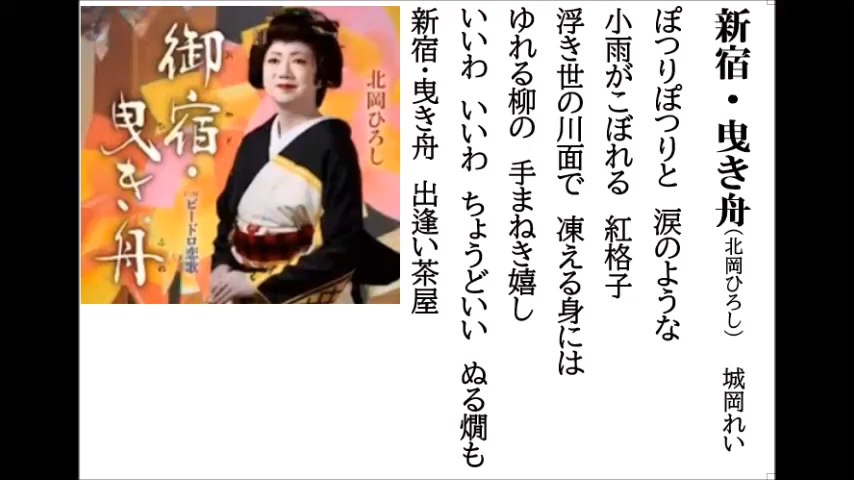 新宿・曳き舟（北岡ひろし）　城岡れい
ぽつりぽつりと　涙のような
小雨がこぼれる　紅格子
浮き世の川面で　凍える身には
ゆれる柳の　手まねき嬉し
いいわ　いいわ　ちょうどいい　ぬる燗も
新宿・曳き舟　出逢い茶屋
北岡ひろし
御宿・曳き舟
ビードロ恋歌